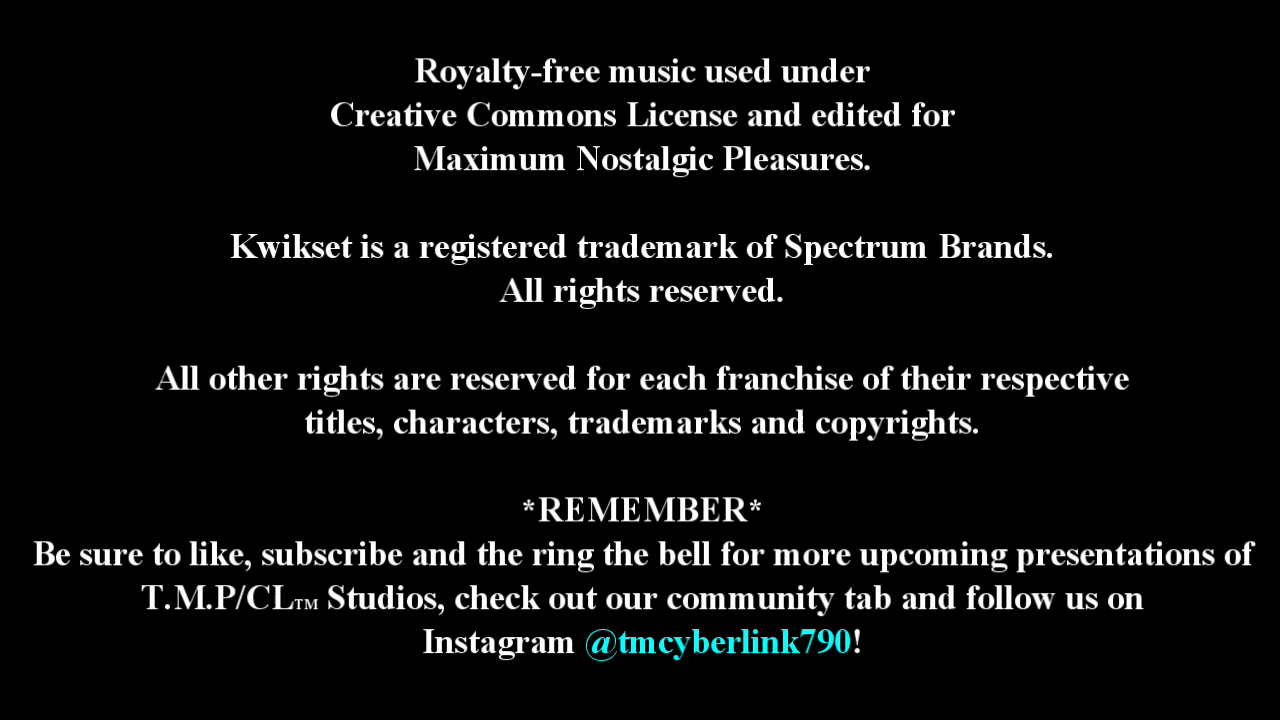 Royalty-free music used under
Creative Commons License and edited for
Maximum Nostalgic Pleasures.
Kwikset is a registered trademark of Spectrum Brands.
All rights reserved.
All other rights are reserved for each franchise of their respective
titles, characters, trademarks and copyrights.
*REMEMBER*
Be sure to like, subscribe and the ring the bell for more upcoming presentations of
T.M.P/CL™ Studios, check out our community tab and follow us on
Instagram @tmcyberlink790!